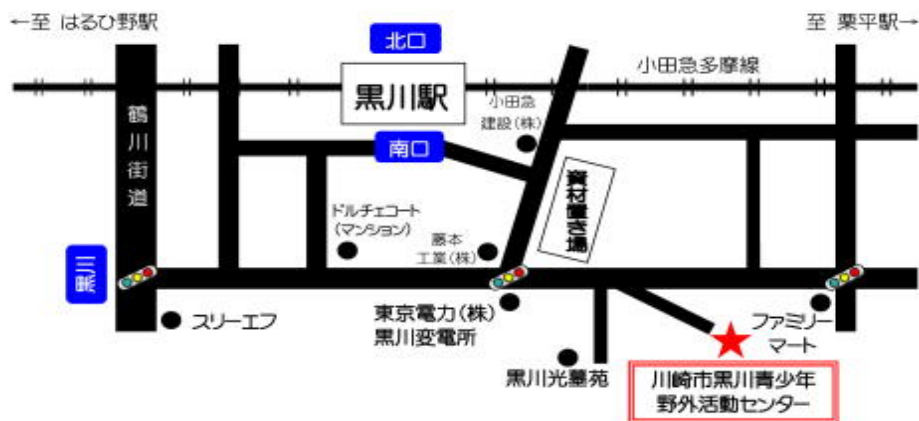 ←至 はるひ野駅
至 栗平駅→
北口
小田急多摩線
黒川駅
小田急
建設(株)
鶴川街道
南口
資材置き場
ドルチェコート
(マンション)
藤本
工業(株)
黒川
スリーエフ
東京電力(株)
黒川変電所
ファミリー
マート
黒川光墓苑
川崎市黒川青少年
野外活動センター